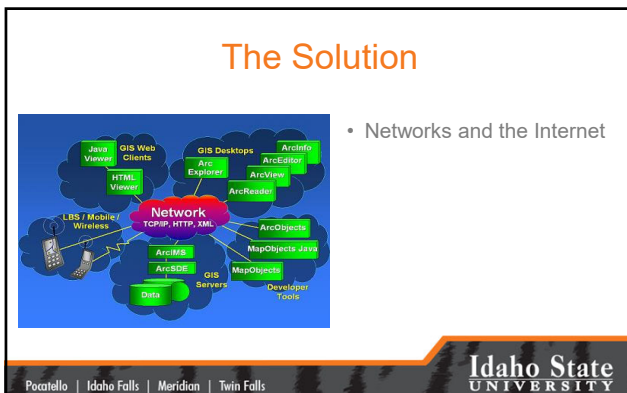 The Solution
• Networks and the Internet
Java
Viewer
GIS Web
Clients
HTML
Viewer
GIS Desktops
Arc
Explorer
ArcInfo
ArcEditor
ArcView
ArcReader
LBS / Mobile /
Wireless
Network
TCP/IP, HTTP, XML
ArcObjects
MapObjects Java
MapObjects
Developer
Tools
ArcIMS
ArcSDE
GIS
Servers
Data
Pocatello | Idaho Falls | Meridian | Twin Falls
Idaho State
UNIVERSITY